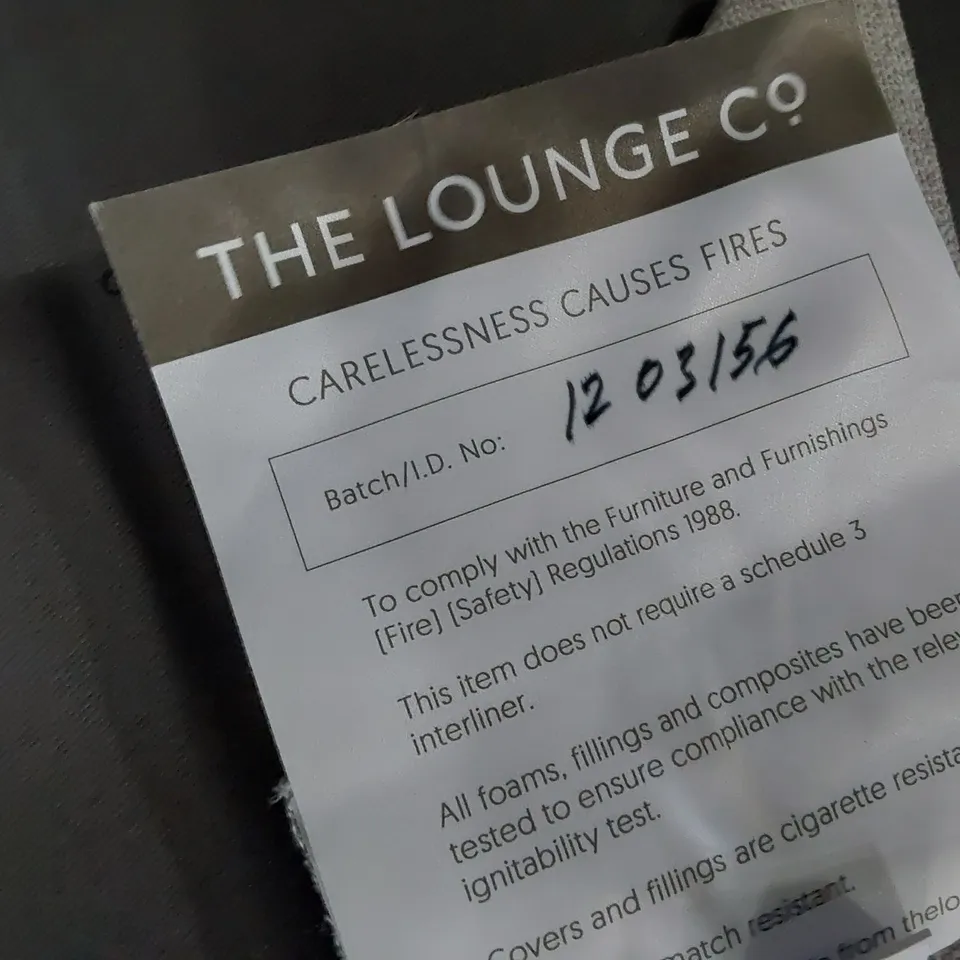 THE LOUNGE Cº
CARELESSNESS CAUSES FIRES
Batch/I.D. No: 12 03156
To comply with the Furniture and Furnishings
[Fire] [Safety] Regulations 1988.
This item does not require a schedule 3
interliner.
All foams, fillings and composites have been
tested to ensure compliance with the
ignitability test.
Covers and fillings are cigarette
match resistant.
from